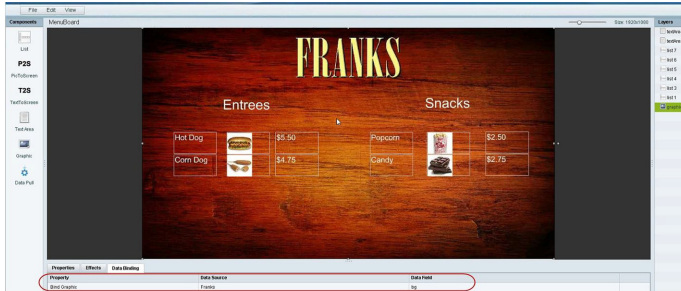 File Edit View
Components MenuBoard Size: 1920x1080 Layers
List
P2S
PicToScreen
T2S
TextToScreen
Text Area
Graphic
Data Pull
FRANKS
Entrees Snacks
Hot Dog $5.50 Popcorn $2.50
Corn Dog $4.75 Candy $2.75
textArea
textArea
list 7
list 6
list 5
list 4
list 3
list 1
graphic
Properties Effects Data Binding
Property Data Source Data Field
Bind Graphic Franks bg